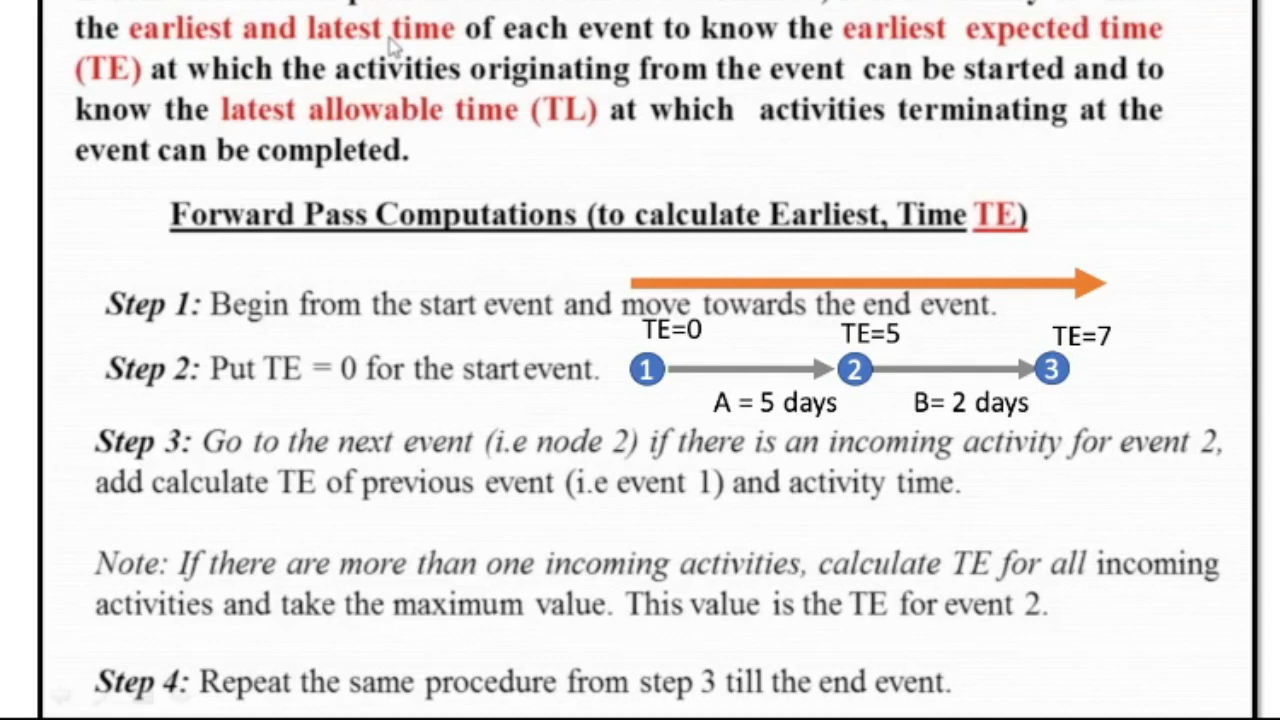 the earliest and latest time of each event to know the earliest expected time
(TE) at which the activities originating from the event can be started and to
know the latest allowable time (TL) at which activities terminating at the
event can be completed.
Forward Pass Computations (to calculate Earliest, Time TE)
Step 1: Begin from the start event and move towards the end event.
TE=0 TE=5 TE=7
Step 2: Put TE = 0 for the start event. 1 2 3
A = 5 days B= 2 days
Step 3: Go to the next event (i.e node 2) if there is an incoming activity for event 2,
add calculate TE of previous event (i.e event 1) and activity time.
Note: If there are more than one incoming activities, calculate TE for all incoming
activities and take the maximum value. This value is the TE for event 2.
Step 4: Repeat the same procedure from step 3 till the end event.